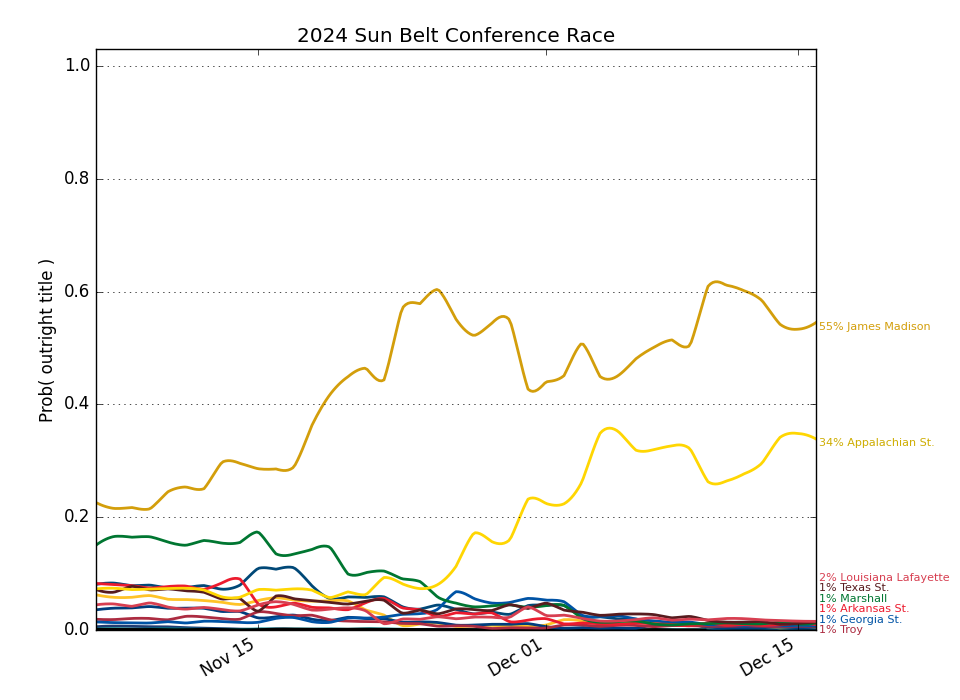 2024 Sun Belt Conference Race
1.0
0.8
0.6
0.4
0.2
0.0
Prob( outright title )
Nov 15
Dec 01
Dec 15
55% James Madison
34% Appalachian St.
2% Louisiana Lafayette
1% Texas St.
1% Marshall
1% Arkansas St.
1% Georgia St.
1% Troy